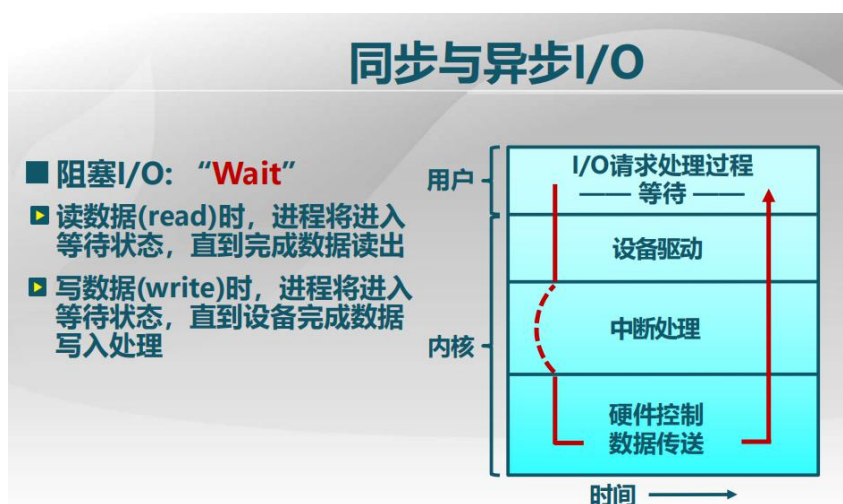 同步与异步I/O
阻塞I/O: “Wait”
读数据(read)时，进程将进入
等待状态，直到完成数据读出
写数据(write)时，进程将进入
等待状态，直到设备完成数据
写入处理
用户
内核
I/O请求处理过程
—— 等待 ——
设备驱动
中断处理
硬件控制
数据传送
时间